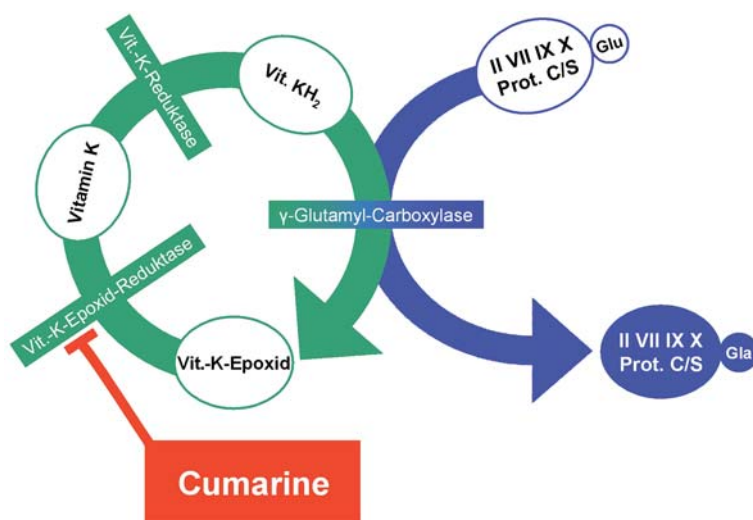 Vit.-K-Reduktase
Vit. KH₂
II VII IX X
Prot. C/S
Glu
Vitamin K
γ-Glutamyl-Carboxylase
Vit.-K-Epoxid-Reduktase
Vit.-K-Epoxid
II VII IX X
Prot. C/S
Gla
Cumarine